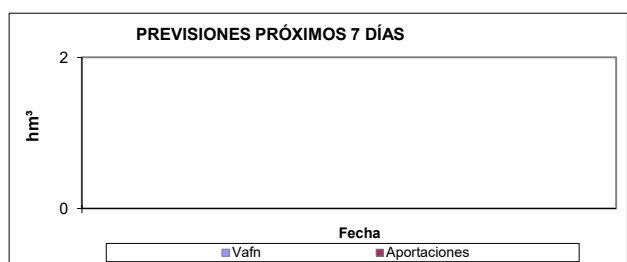 PREVISIONES PRÓXIMOS 7 DÍAS
2
hm³
0
Fecha
Vafn Aportaciones